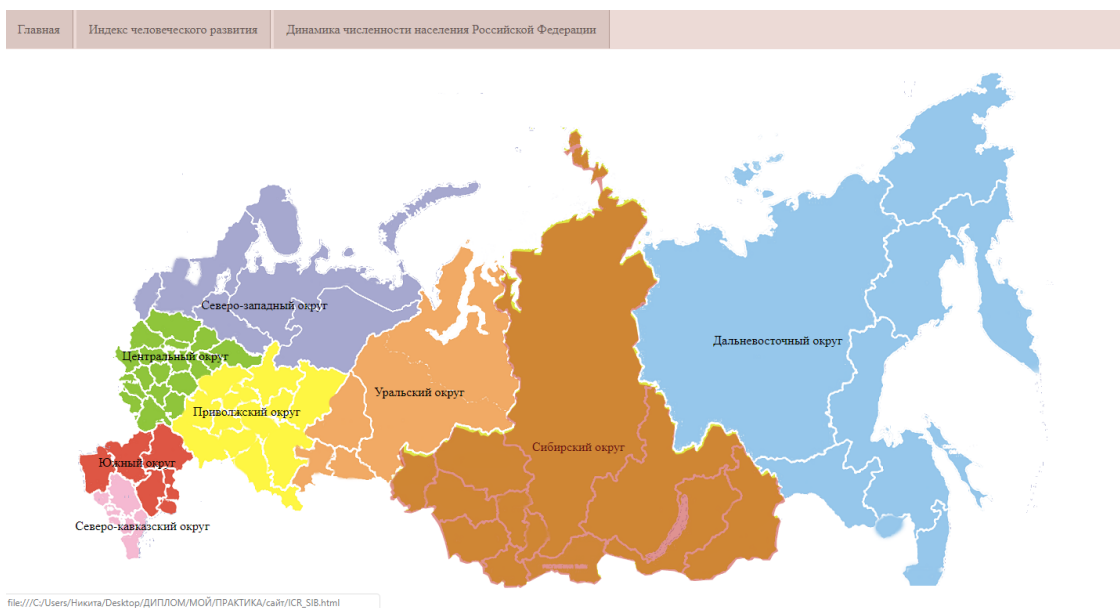 Главная
Индекс человеческого развития
Динамика численности населения Российской Федерации
Северо-западный округ
Дальневосточный округ
Центральный округ
Уральский округ
Приволжский округ
Сибирский округ
Южный округ
Северо-кавказский округ
file:///C:/Users/Никита/Desktop/ДИПЛОМ/МОЙ/ПРАКТИКА/сайт/ICR_SIB.html